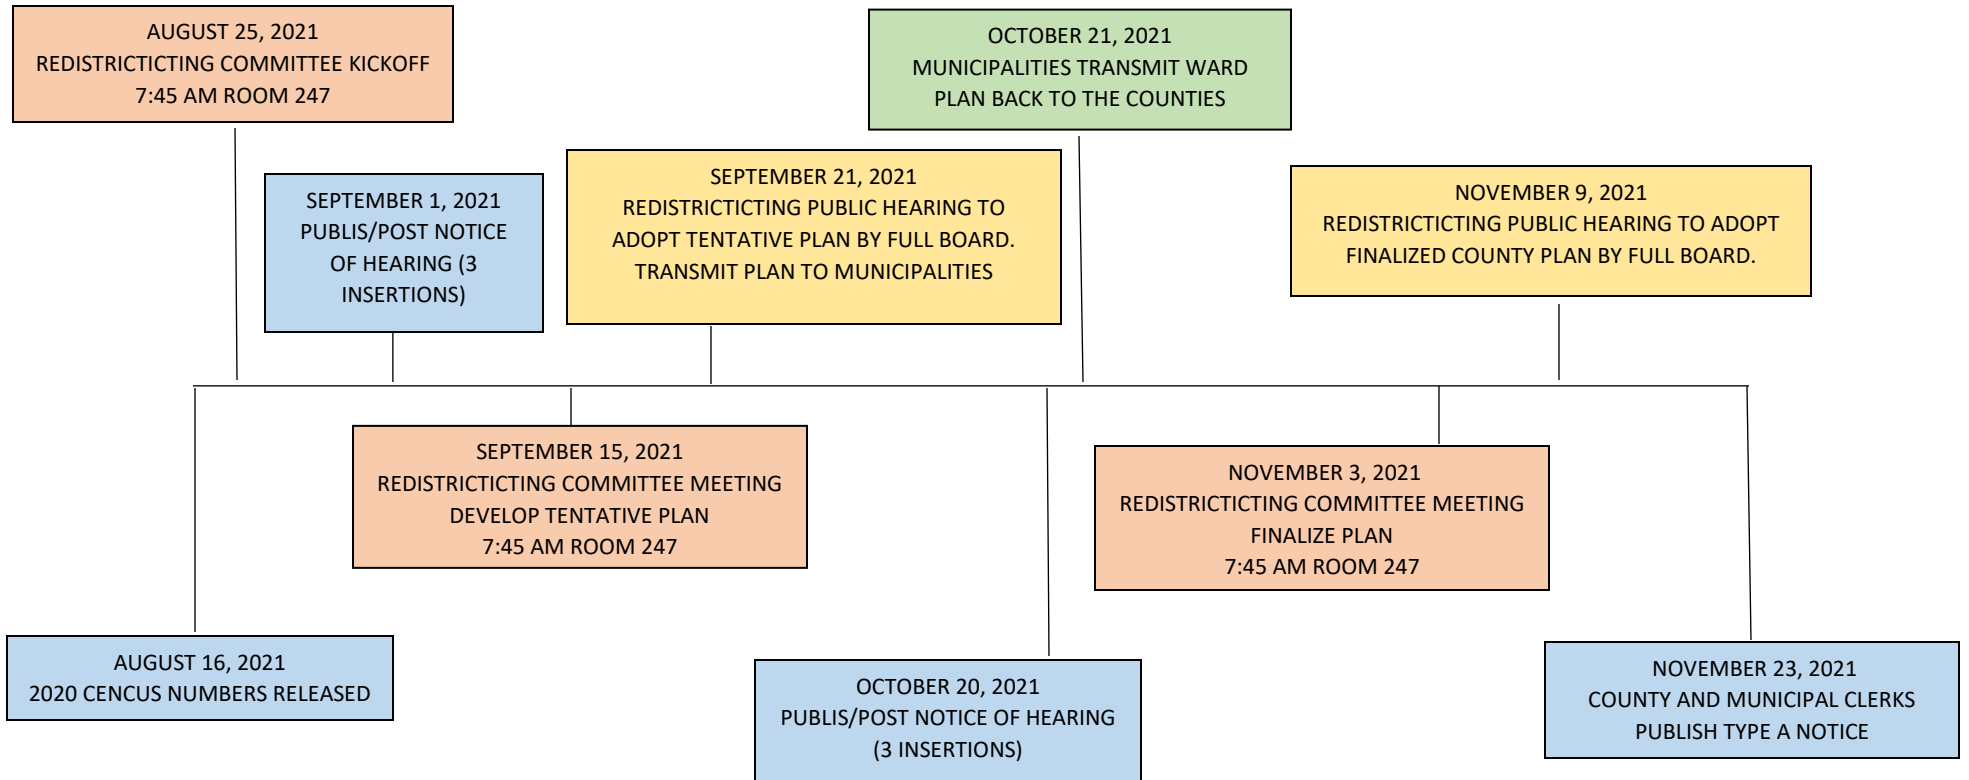 AUGUST 25, 2021
REDISTRICTICTING COMMITTEE KICKOFF
7:45 AM ROOM 247
OCTOBER 21, 2021
MUNICIPALITIES TRANSMIT WARD
PLAN BACK TO THE COUNTIES
SEPTEMBER 1, 2021
PUBLIS/POST NOTICE
OF HEARING (3
INSERTIONS)
SEPTEMBER 21, 2021
REDISTRICTICTING PUBLIC HEARING TO
ADOPT TENTATIVE PLAN BY FULL BOARD.
TRANSMIT PLAN TO MUNICIPALITIES
NOVEMBER 9, 2021
REDISTRICTICTING PUBLIC HEARING TO ADOPT
FINALIZED COUNTY PLAN BY FULL BOARD.
SEPTEMBER 15, 2021
REDISTRICTICTING COMMITTEE MEETING
DEVELOP TENTATIVE PLAN
7:45 AM ROOM 247
NOVEMBER 3, 2021
REDISTRICTICTING COMMITTEE MEETING
FINALIZE PLAN
7:45 AM ROOM 247
AUGUST 16, 2021
2020 CENCUS NUMBERS RELEASED
OCTOBER 20, 2021
PUBLIS/POST NOTICE OF HEARING
(3 INSERTIONS)
NOVEMBER 23, 2021
COUNTY AND MUNICIPAL CLERKS
PUBLISH TYPE A NOTICE